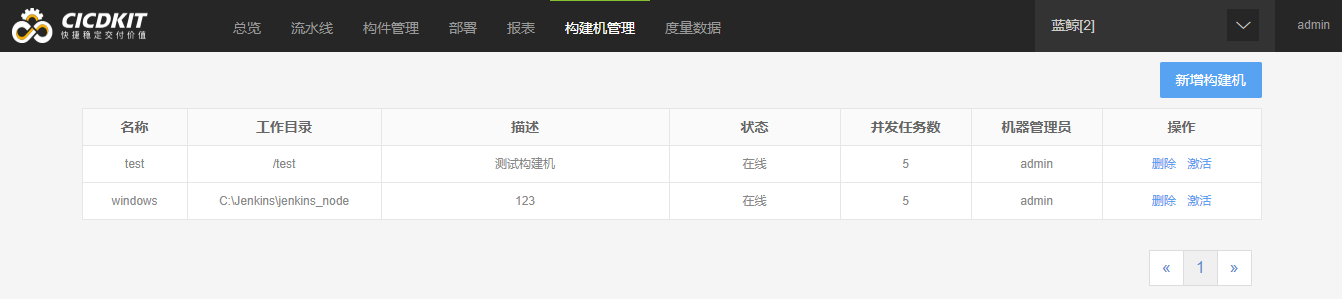 CICDKIT
快捷稳定交付价值
总览 流水线 构件管理 部署 报表 构建机管理 度量数据 蓝鲸[2] admin
新增构建机
名称 工作目录 描述 状态 并发任务数 机器管理员 操作
test /test 测试构建机 在线 5 admin 删除 激活
windows C:\Jenkins\jenkins_node 123 在线 5 admin 删除 激活
« 1 »